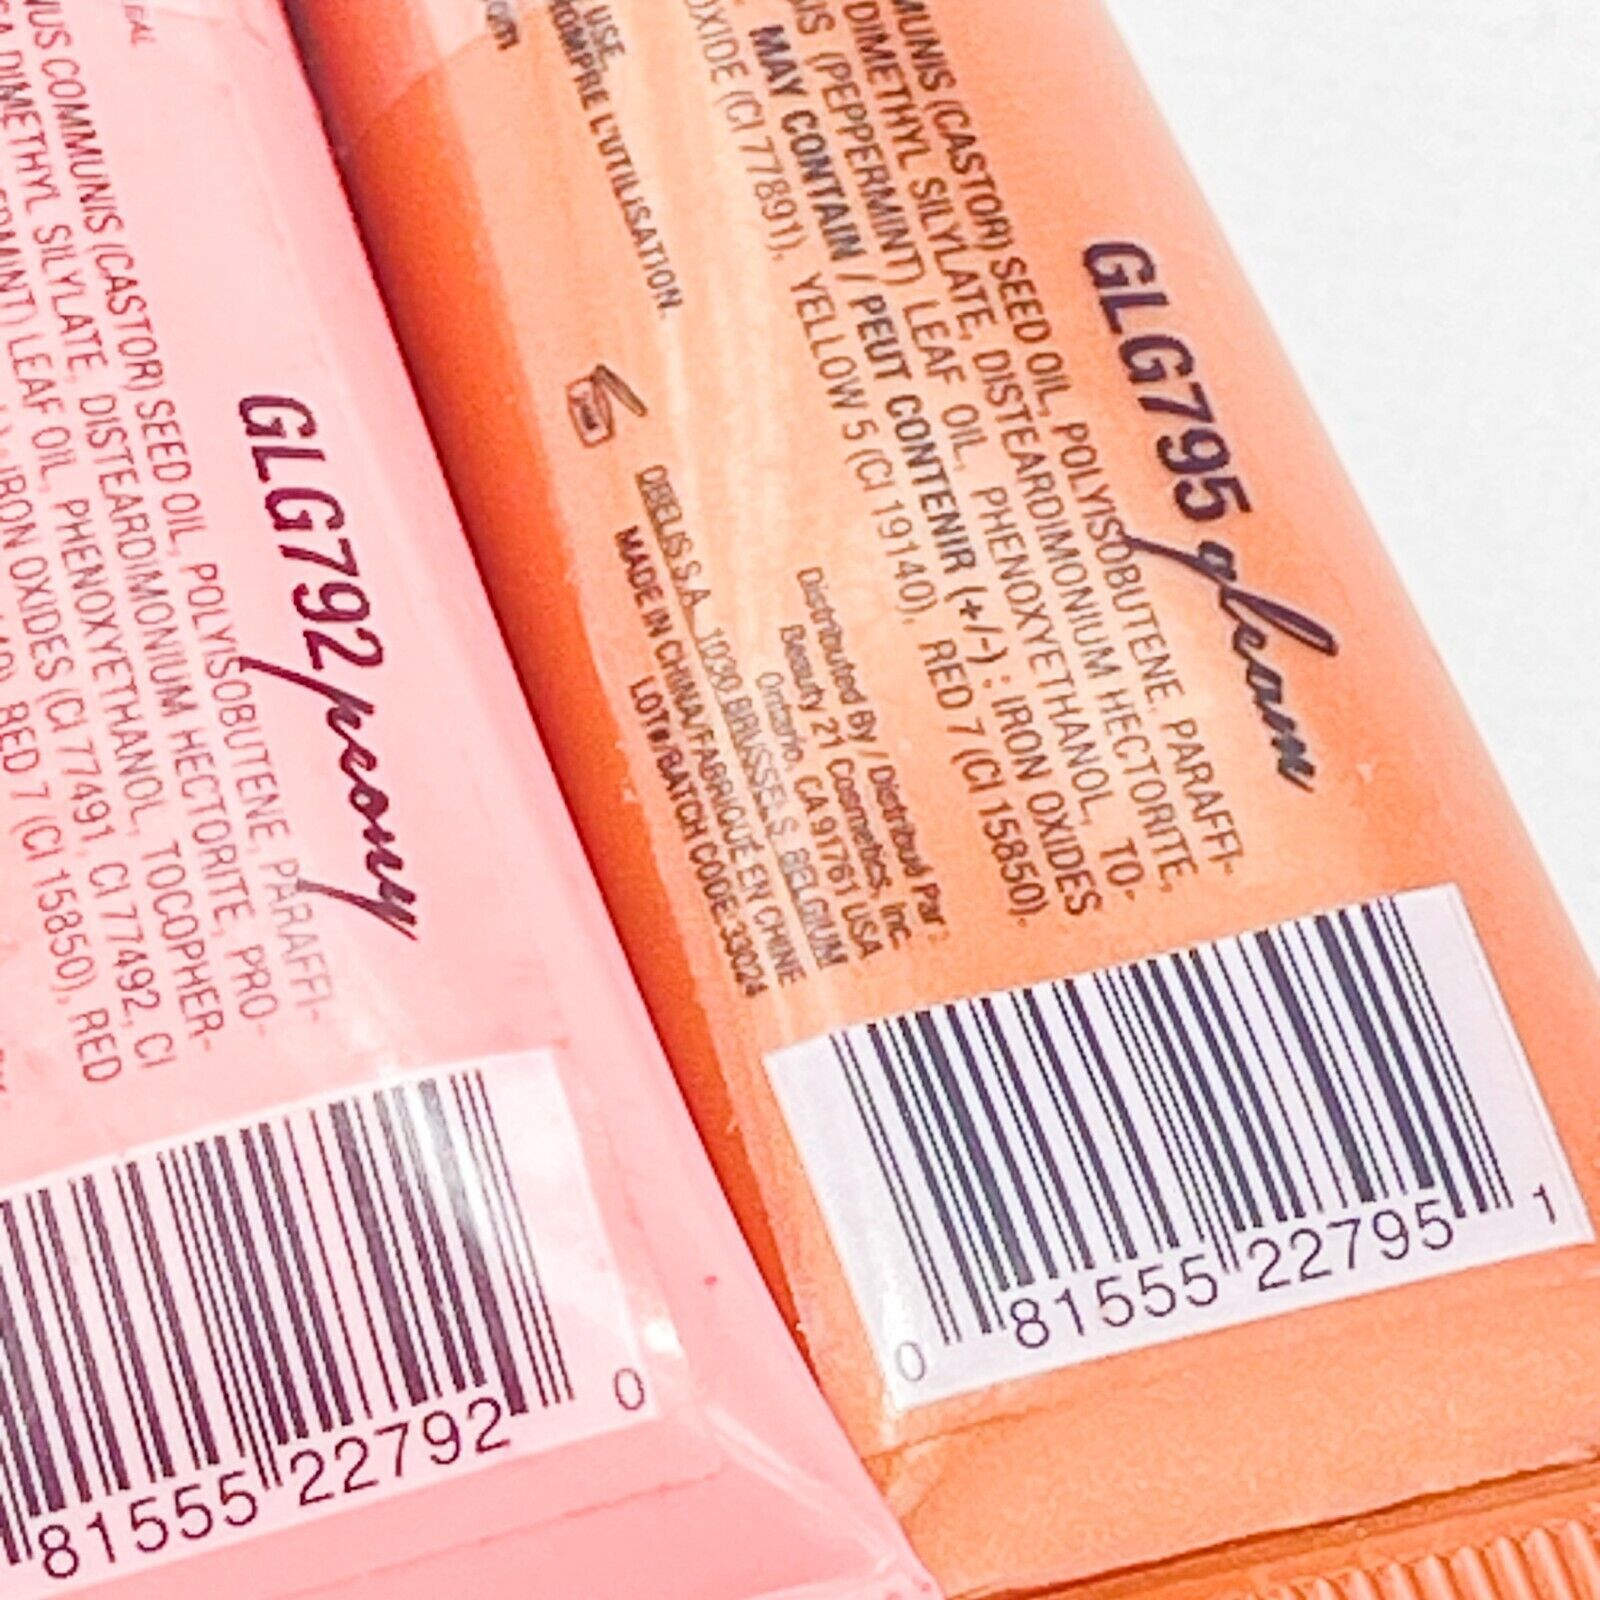 NUS COMMUNIS (CASTOR) SEED OIL, POLYISOBUTENE, PARAFFI-
A DIMETHYL SILYLATE, DISTEARDIMONIUM HECTORITE, PRO-
LEAF OIL, PHENOXYETHANOL, TOCOPHER-
IRON OXIDES (CI 77491, CI 77492, CI
RED 7 (CI 15850), RED
GLG792 peony
81555 22792 0
USE
L'UTILISATION.
MUNIS (CASTOR) SEED OIL, POLYISOBUTENE, PARAFFI-
DIMETHYL SILYLATE, DISTEARDIMONIUM HECTORITE,
(PEPPERMINT) LEAF OIL, PHENOXYETHANOL, TO-
MAY CONTAIN / PEUT CONTENIR (+/-) : IRON OXIDES
OXIDE (CI 77891), YELLOW 5 (CI 19140), RED 7 (CI 15850).
Distributed By / Distribué Par :
Beauty 21 Cosmetics, Inc.
Ontario, CA 91761 USA
OBELIS S.A. 1030 BRUSSELS, BELGIUM
MADE IN CHINA/FABRIQUÉ EN CHINE
LOT#/BATCH CODE:33024
GLG795 gleam
0 81555 22795 1